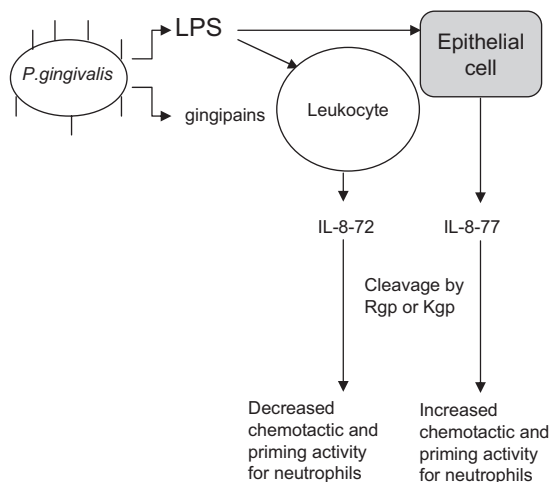 P.gingivalis
LPS
gingipains
Leukocyte
Epithelial
cell
IL-8-72
IL-8-77
Cleavage by
Rgp or Kgp
Decreased
chemotactic and
priming activity
for neutrophils
Increased
chemotactic and
priming activity
for neutrophils